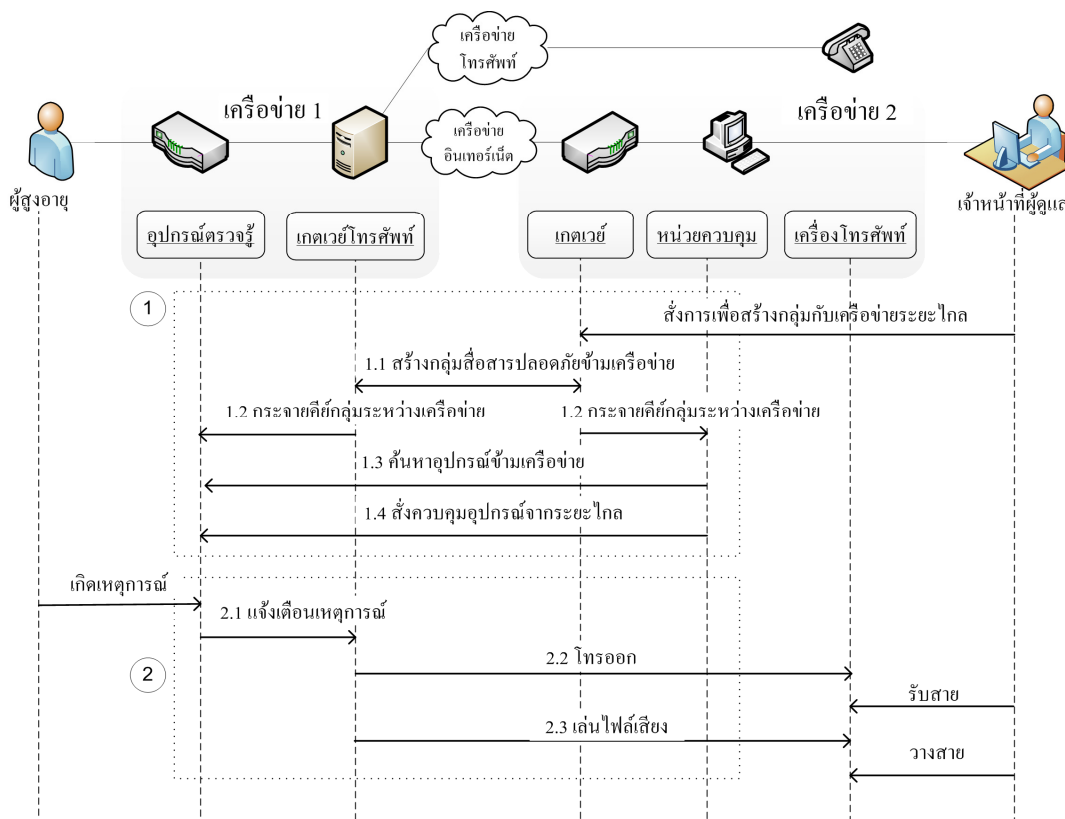 เครือข่าย
โทรศัพท์
เครือข่าย 1
เครือข่าย
อินเทอร์เน็ต
เครือข่าย 2
ผู้สูงอายุ
เจ้าหน้าที่ผู้ดูแล
อุปกรณ์ตรวจรู้
เกตเวย์โทรศัพท์
เกตเวย์
หน่วยควบคุม
เครื่องโทรศัพท์
1
สั่งการเพื่อสร้างกลุ่มกับเครือข่ายระยะไกล
1.1 สร้างกลุ่มสื่อสารปลอดภัยข้ามเครือข่าย
1.2 กระจายคีย์กลุ่มระหว่างเครือข่าย
1.2 กระจายคีย์กลุ่มระหว่างเครือข่าย
1.3 ค้นหาอุปกรณ์ข้ามเครือข่าย
1.4 สั่งควบคุมอุปกรณ์จากระยะไกล
เกิดเหตุการณ์
2.1 แจ้งเตือนเหตุการณ์
2
2.2 โทรออก
รับสาย
2.3 เล่นไฟล์เสียง
วางสาย